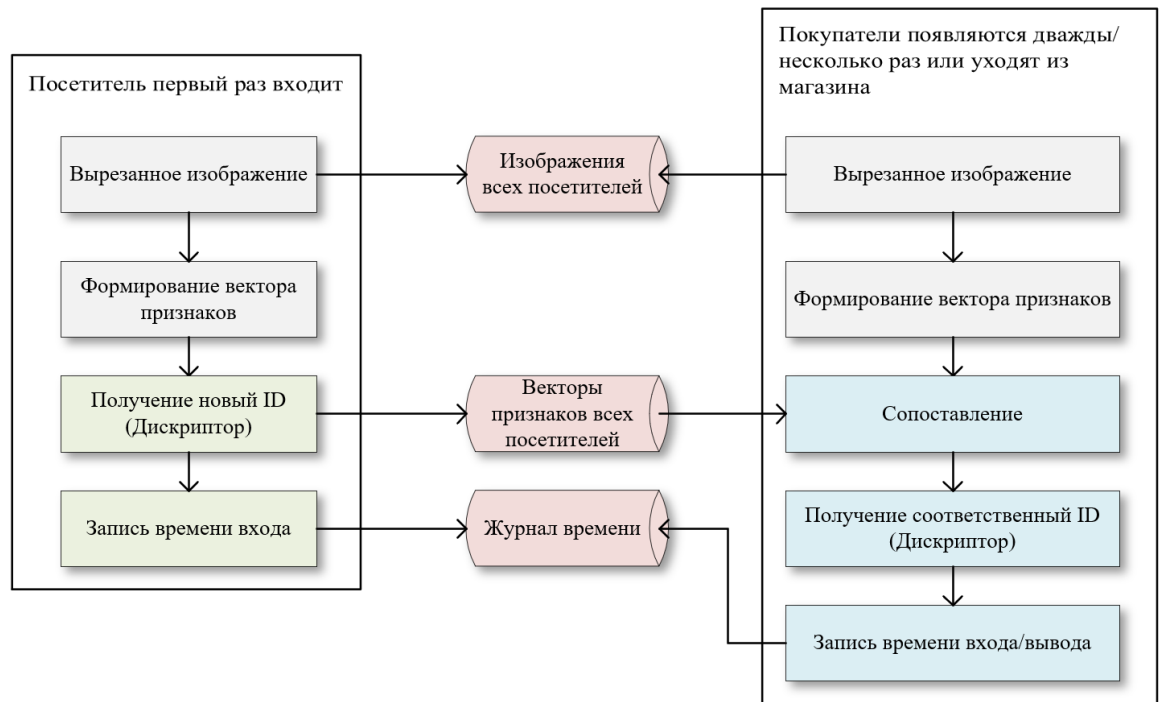 Посетитель первый раз входит
Вырезанное изображение
Формирование вектора
признаков
Получение новый ID
(Дискриптор)
Запись времени входа
Изображения
всех посетителей
Векторы
признаков всех
посетителей
Журнал времени
Покупатели появляются дважды/
несколько раз или уходят из
магазина
Вырезанное изображение
Формирование вектора признаков
Сопоставление
Получение соответственный ID
(Дискриптор)
Запись времени входа/вывода